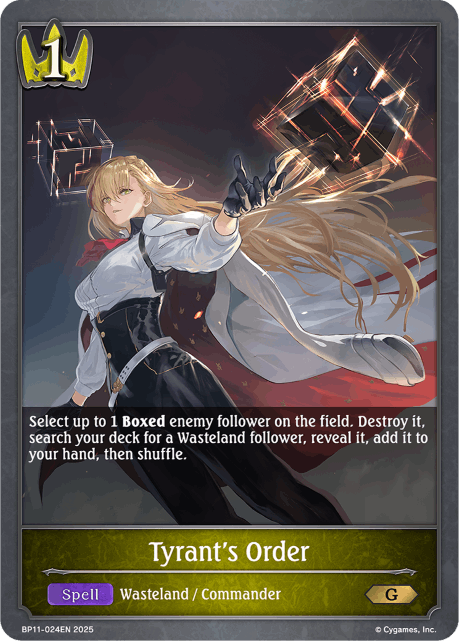 1
Select up to 1 Boxed enemy follower on the field. Destroy it,
search your deck for a Wasteland follower, reveal it, add it to
your hand, then shuffle.
Tyrant's Order
Spell Wasteland / Commander G
BP11-024EN 2025 © Cygames, Inc.